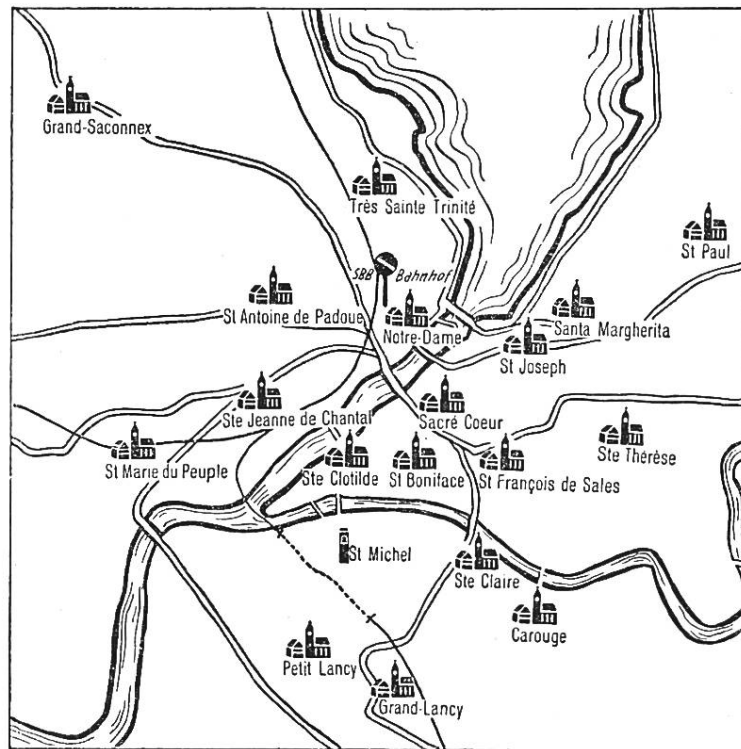 Grand-Saconnex
Très Sainte Trinité
St Paul
SBB Bahnhof
St Antoine de Padoue
Notre-Dame
Santa Margherita
St Joseph
Ste Jeanne de Chantal
Sacré Coeur
St Marie du Peuple
Ste Clotilde
St Boniface
St François de Sales
Ste Thérèse
St Michel
Ste Claire
Carouge
Petit Lancy
Grand-Lancy